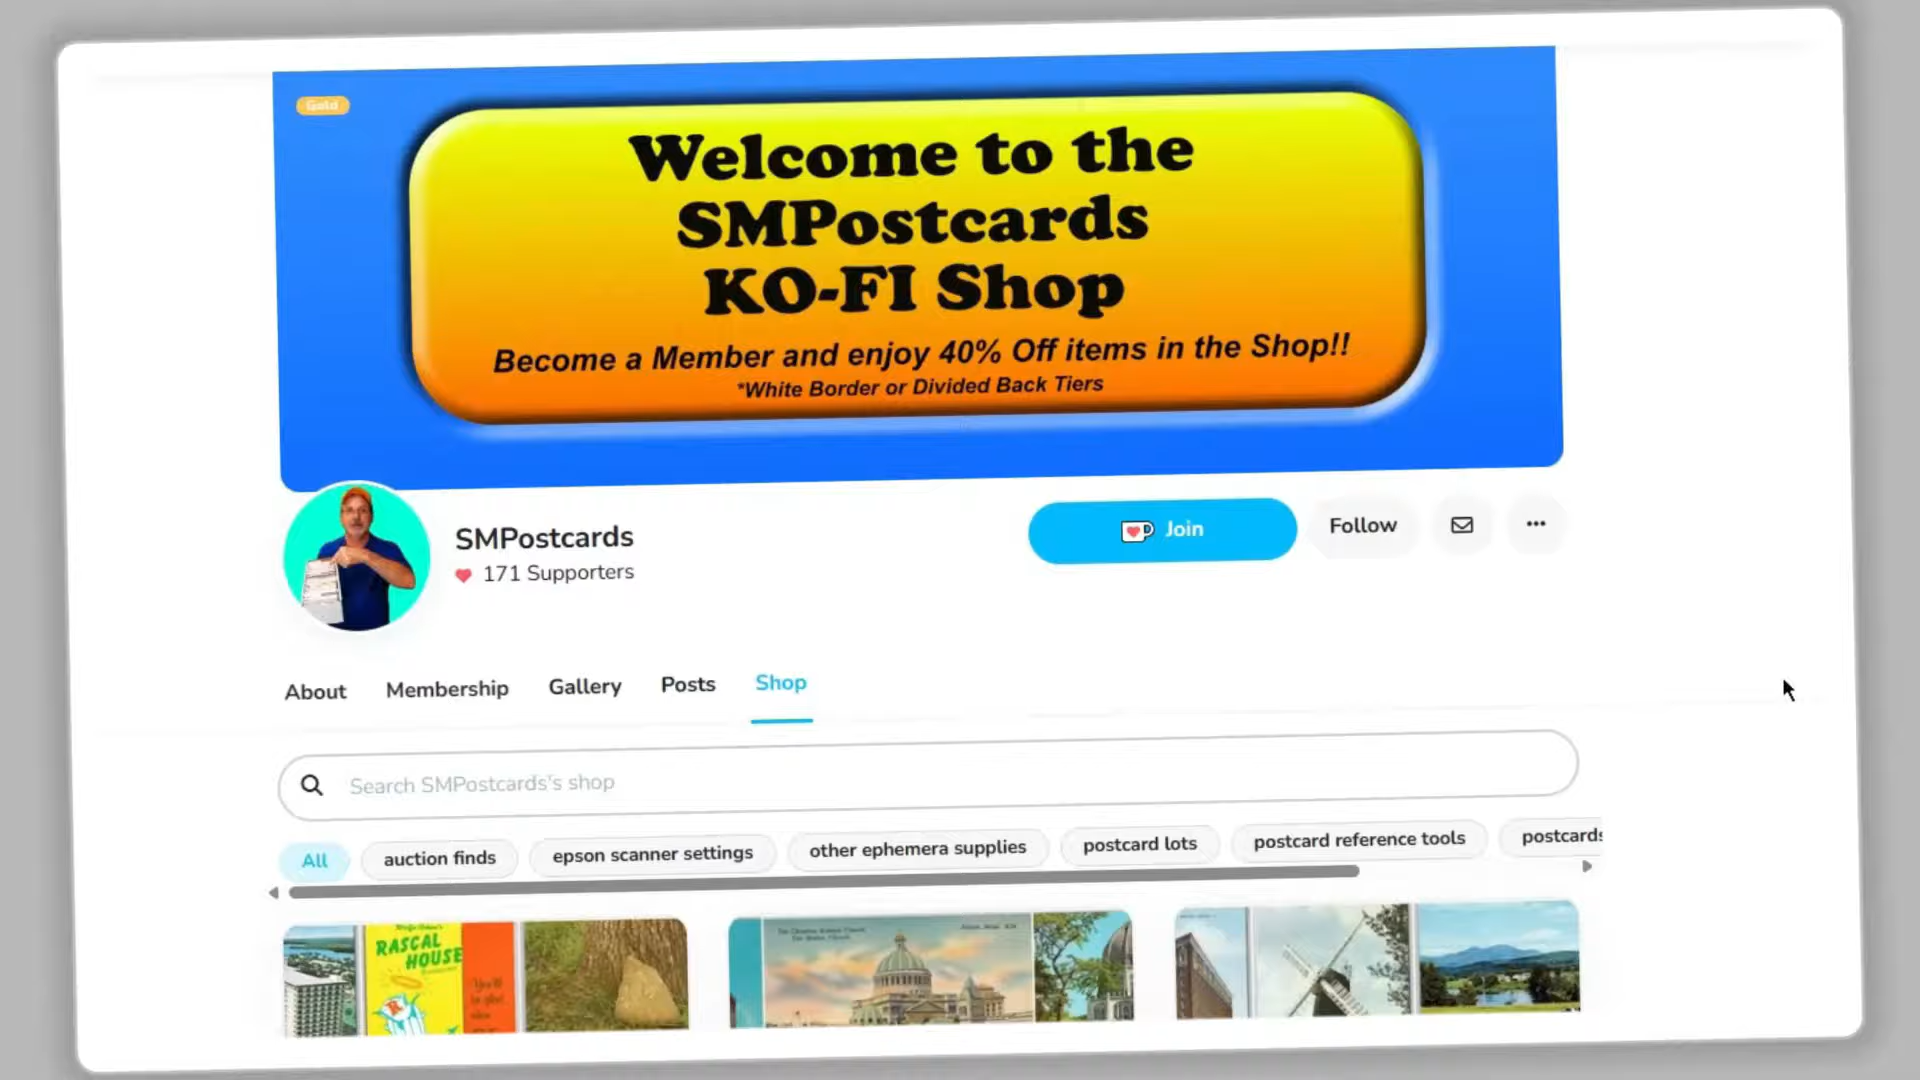 Gold
Welcome to the
SMPostcards
KO-FI Shop
Become a Member and enjoy 40% Off items in the Shop!!
*White Border or Divided Back Tiers
SMPostcards
171 Supporters
Join
Follow
About
Membership
Gallery
Posts
Shop
Search SMPostcards's shop
All
auction finds
epson scanner settings
other ephemera supplies
postcard lots
postcard reference tools
postcards
RASCAL
HOUSE